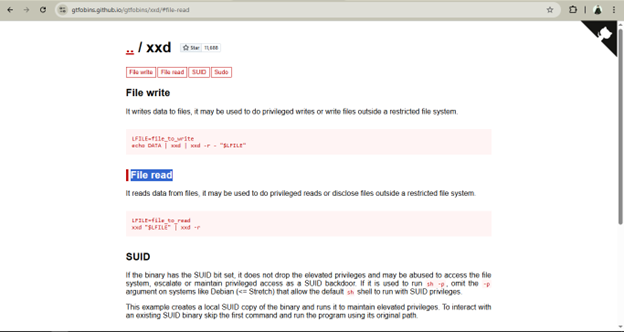 gtfobins.github.io/gtfobins/xxd/#file-read
.. / xxd
Star 11,688
File write File read SUID Sudo
File write
It writes data to files, it may be used to do privileged writes or write files outside a restricted file system.
LFILE=file_to_write
echo DATA | xxd | xxd -r - "$LFILE"
File read
It reads data from files, it may be used to do privileged reads or disclose files outside a restricted file system.
LFILE=file_to_read
xxd "$LFILE" | xxd -r
SUID
If the binary has the SUID bit set, it does not drop the elevated privileges and may be abused to access the file
system, escalate or maintain privileged access as a SUID backdoor. If it is used to run sh -p, omit the -p
argument on systems like Debian (<= Stretch) that allow the default sh shell to run with SUID privileges.
This example creates a local SUID copy of the binary and runs it to maintain elevated privileges. To interact with
an existing SUID binary skip the first command and run the program using its original path.